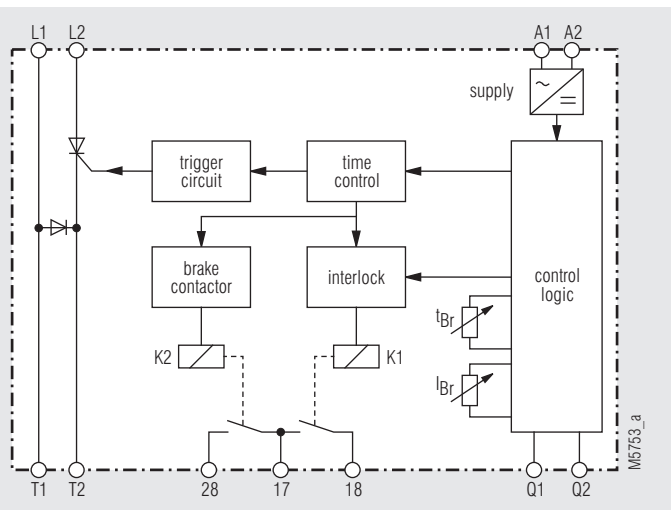 L1 L2 A1 A2
supply
trigger
circuit
time
control
brake
contactor
interlock
control
logic
tBr
K2 K1
IBr
M5753_a
T1 T2 28 17 18 Q1 Q2